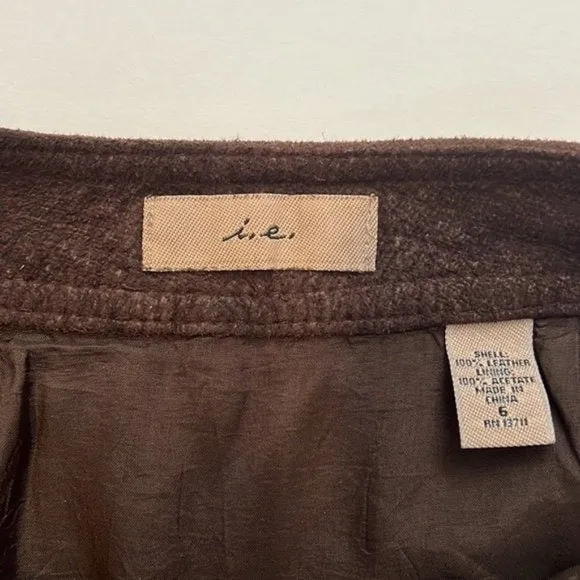 i.e.
SHELL:
100% LEATHER
LINING:
100% ACETATE
MADE IN
CHINA
6
RN 13711